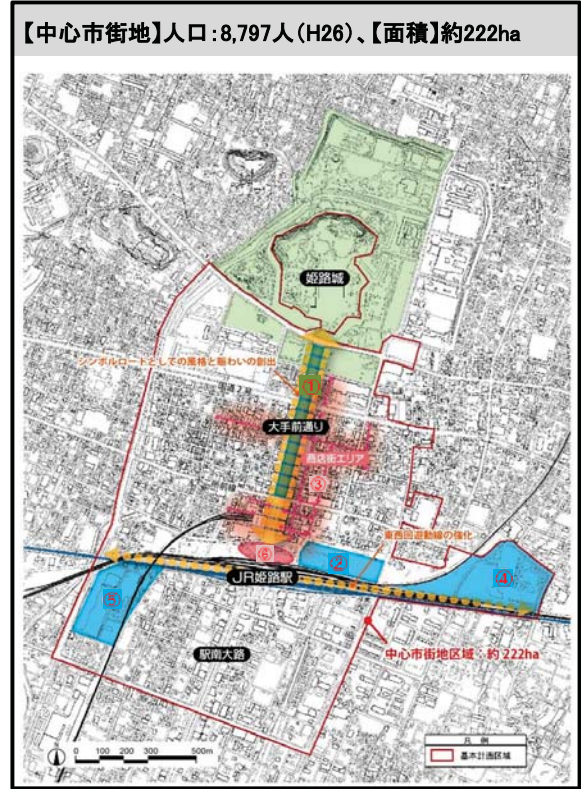 【中心市街地】人口:8,797人(H26)、【面積】約222ha
姫路城
シンボルロードとしての風格と賑わいの創出
①
国道2号
大手前通り
商店街エリア
③
東西回遊動線の強化
⑥
②
JR姫路駅
④
⑤
中心市街地区域:約 222ha
駅南大路
0 100 200 300 500m
凡 例
基本計画区域